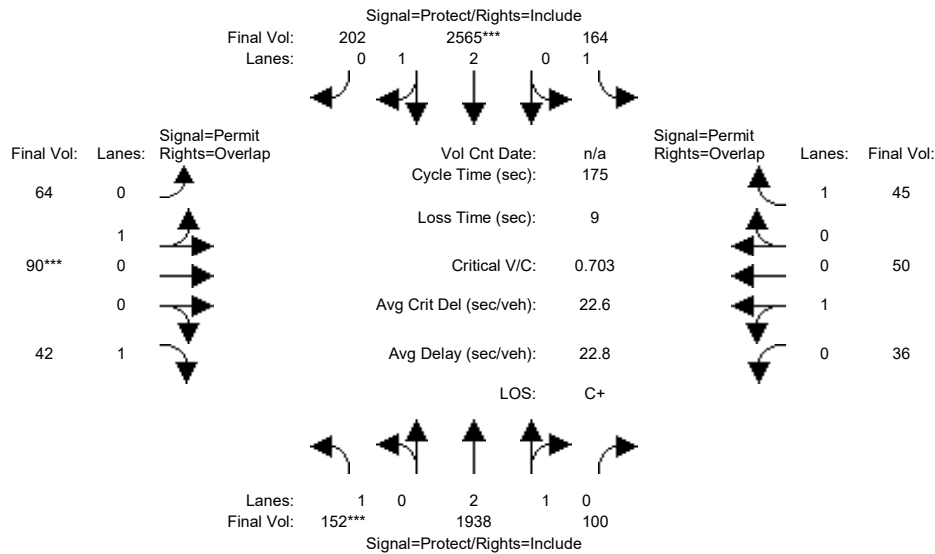 Signal=Protect/Rights=Include
Final Vol: 202 2565*** 164
Lanes: 0 1 2 0 1
Signal=Permit Signal=Permit
Final Vol: Lanes: Rights=Overlap Vol Cnt Date: n/a Rights=Overlap Lanes: Final Vol:
Cycle Time (sec): 175
64 0 1 45
Loss Time (sec): 9
1 0
90*** 0 Critical V/C: 0.703 0 50
0 Avg Crit Del (sec/veh): 22.6 1
42 1 Avg Delay (sec/veh): 22.8 0 36
LOS: C+
Lanes: 1 0 2 1 0
Final Vol: 152*** 1938 100
Signal=Protect/Rights=Include